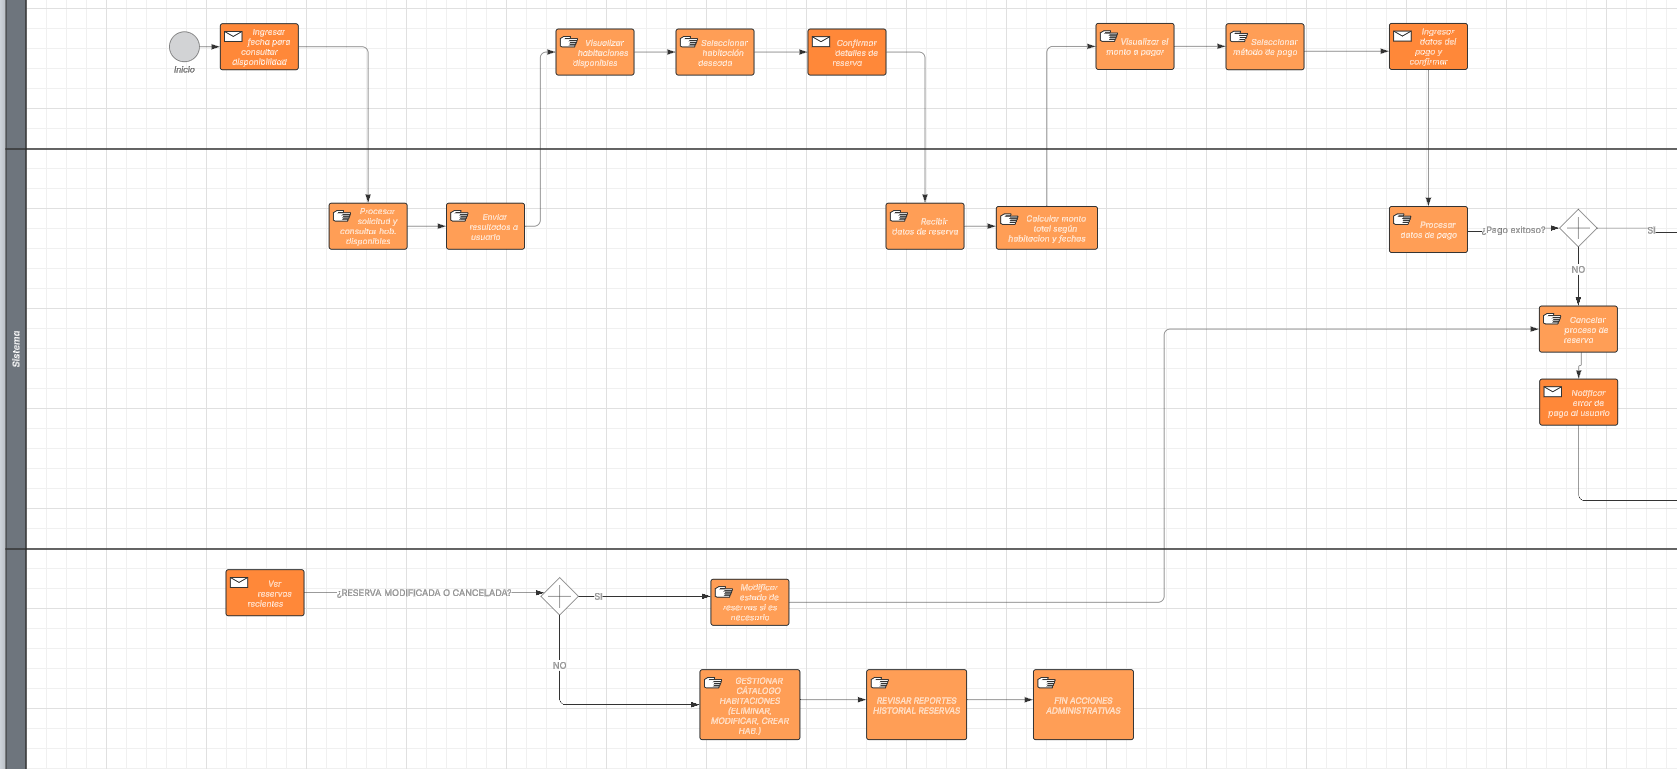 Ingresar
fecha para
consultar
disponibilidad
Inicio
Visualizar
habitaciones
disponibles
Seleccionar
habitación
deseada
Confirmar
detalles de
reserva
Visualizar el
monto a pagar
Seleccionar
método de pago
Ingresar
datos del
pago y
confirmar
Sistema
Procesar
solicitud y
consultar hab.
disponibles
Enviar
resultados a
usuario
Recibir
datos de reserva
Calcular monto
total según
habitacion y fechas
Procesar
datos de pago
¿Pago exitoso?
SI
NO
Cancelar
proceso de
reserva
Notificar
error de
pago al usuario
Ver
reservas
recientes
¿RESERVA MODIFICADA O CANCELADA?
SI
Modificar
estado de
reservas si es
necesario
NO
GESTIONAR
CÁTALOGO
HABITACIONES
(ELIMINAR,
MODIFICAR, CREAR
HAB.)
REVISAR REPORTES
HISTORIAL RESERVAS
FIN ACCIONES
ADMINISTRATIVAS